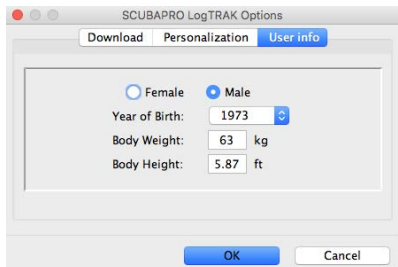 SCUBAPRO LogTRAK Options
Download Personalization User info
Female Male
Year of Birth: 1973
Body Weight: 63 kg
Body Height: 5.87 ft
OK Cancel